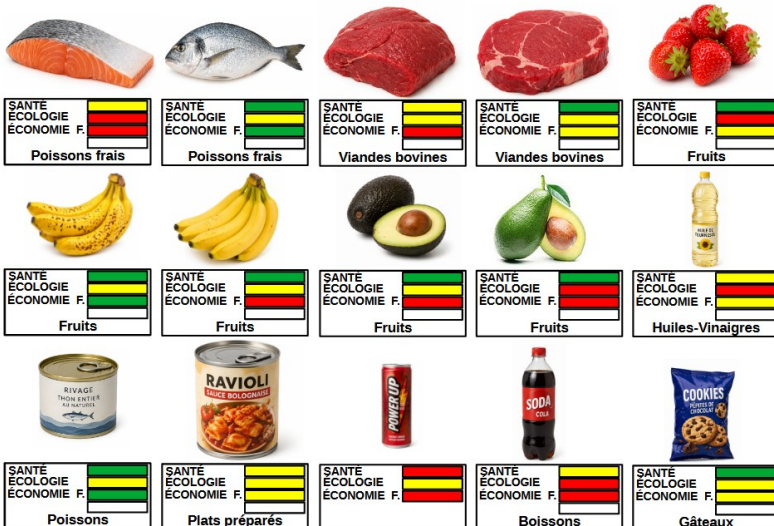 SANTÉ
ÉCOLOGIE
ÉCONOMIE F.
Poissons frais
SANTÉ
ÉCOLOGIE
ÉCONOMIE F.
Poissons frais
SANTÉ
ÉCOLOGIE
ÉCONOMIE F.
Viandes bovines
SANTÉ
ÉCOLOGIE
ÉCONOMIE F.
Viandes bovines
SANTÉ
ÉCOLOGIE
ÉCONOMIE F.
Fruits
SANTÉ
ÉCOLOGIE
ÉCONOMIE F.
Fruits
SANTÉ
ÉCOLOGIE
ÉCONOMIE F.
Fruits
SANTÉ
ÉCOLOGIE
ÉCONOMIE F.
Fruits
SANTÉ
ÉCOLOGIE
ÉCONOMIE F.
Fruits
HUILE DE
SANTÉ
ÉCOLOGIE
ÉCONOMIE F.
Huiles-Vinaigres
RIVAGE
THON ENTIER
AU NATUREL
SANTÉ
ÉCOLOGIE
ÉCONOMIE F.
Poissons
RAVIOLI
SAUCE BOLOGNAISE
SANTÉ
ÉCOLOGIE
ÉCONOMIE F.
Plats préparés
POWER UP
SANTÉ
ÉCOLOGIE
ÉCONOMIE F.
SODA
COLA
SANTÉ
ÉCOLOGIE
ÉCONOMIE F.
Boissons
COOKIES
PÉPITES DE
CHOCOLAT
SANTÉ
ÉCOLOGIE
ÉCONOMIE F.
Gâteaux